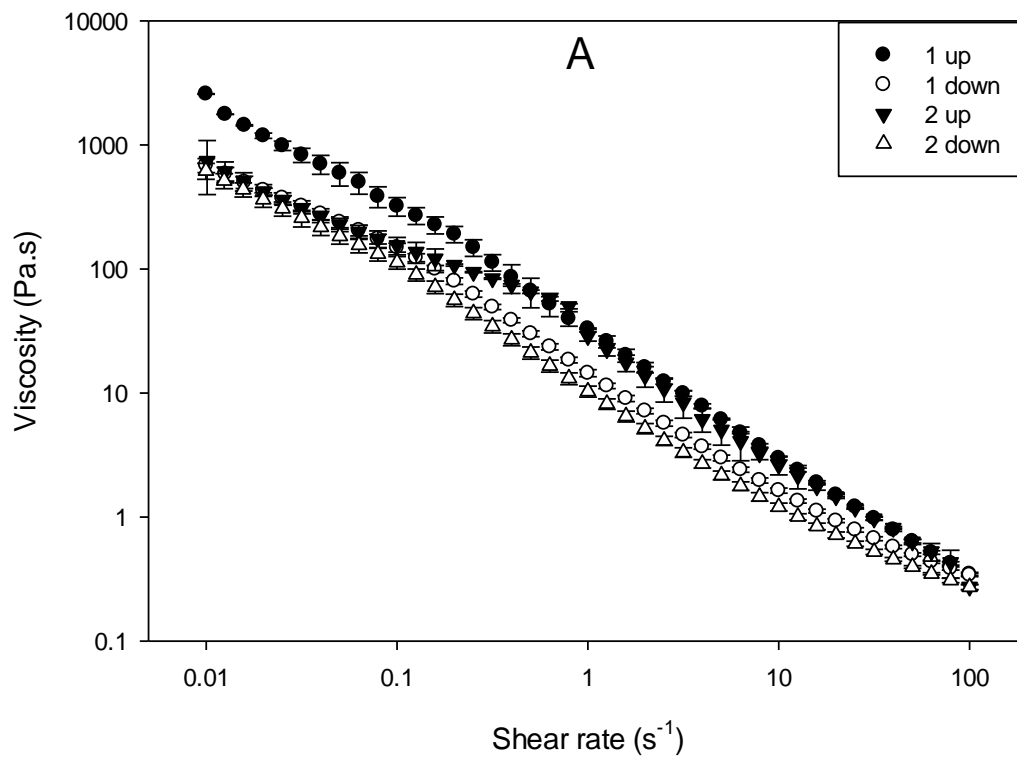 A
1 up
1 down
2 up
2 down
10000
1000
100
10
1
0.1
Viscosity (Pa.s)
0.01 0.1 1 10 100
Shear rate (s⁻¹)